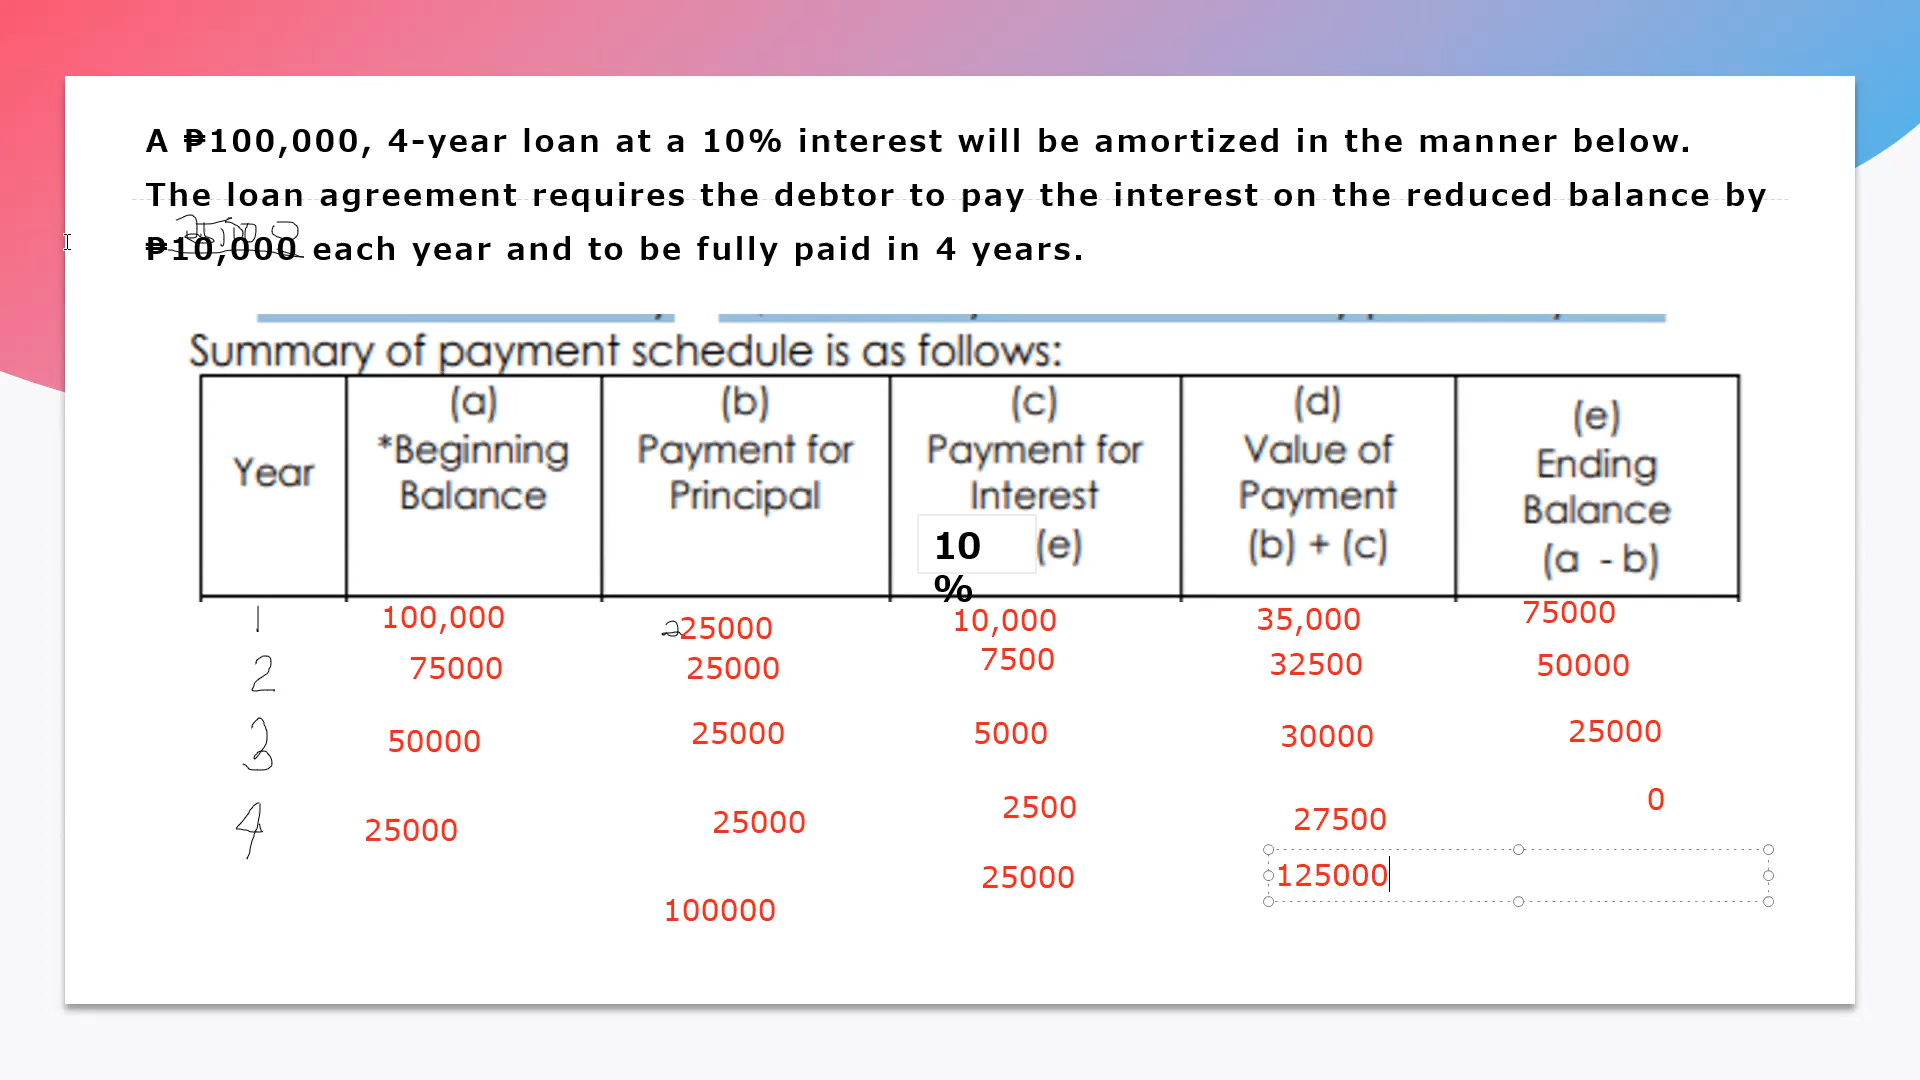 A ₱100,000, 4-year loan at a 10% interest will be amortized in the manner below.
The loan agreement requires the debtor to pay the interest on the reduced balance by
25000
₱10,000 each year and to be fully paid in 4 years.
Summary of payment schedule is as follows:
Year
(a)
*Beginning
Balance
(b)
Payment for
Principal
(c)
Payment for
Interest
10
%
(e)
(d)
Value of
Payment
(b) + (c)
(e)
Ending
Balance
(a - b)
1 100,000 2 25000 10,000 35,000 75000
2 75000 25000 7500 32500 50000
3 50000 25000 5000 30000 25000
4 25000 25000 2500 27500 0
100000 25000 125000